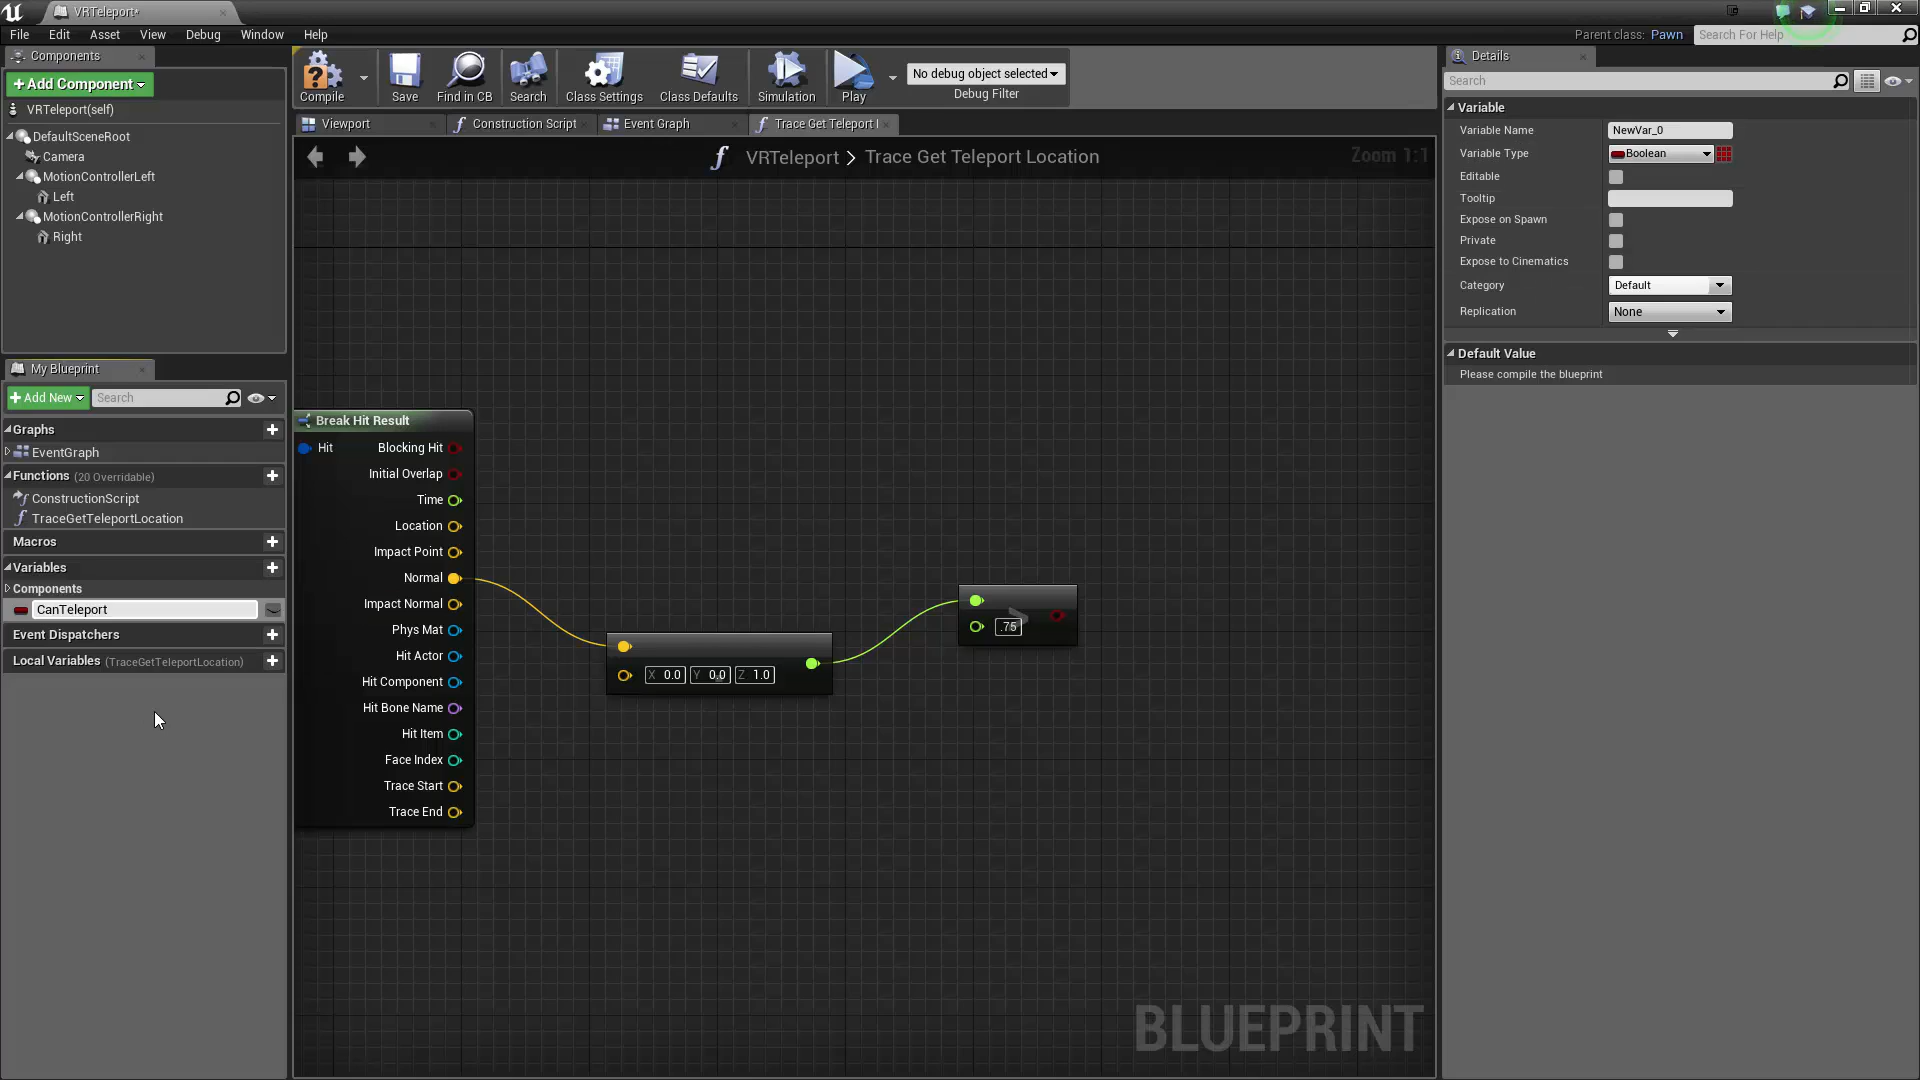 VRTeleport*
File Edit Asset View Debug Window Help
Parent class: Pawn
Search For Help
Components
+Add Component
VRTeleport(self)
DefaultSceneRoot
Camera
MotionControllerLeft
Left
MotionControllerRight
Right
My Blueprint
+Add New
Search
Graphs
EventGraph
Functions (20 Overridable)
ConstructionScript
TraceGetTeleportLocation
Macros
Variables
Components
CanTeleport
Event Dispatchers
Local Variables (TraceGetTeleportLocation)
Compile
Save
Find in CB
Search
Class Settings
Class Defaults
Simulation
Play
No debug object selected
Debug Filter
Viewport
Construction Script
Event Graph
Trace Get Teleport l
VRTeleport > Trace Get Teleport Location
Zoom 1:1
Break Hit Result
Hit
Blocking Hit
Initial Overlap
Time
Location
Impact Point
Normal
Impact Normal
Phys Mat
Hit Actor
Hit Component
Hit Bone Name
Hit Item
Face Index
Trace Start
Trace End
X 0.0 Y 0.0 Z 1.0
.75
BLUEPRINT
Details
Search
Variable
Variable Name NewVar_0
Variable Type Boolean
Editable
Tooltip
Expose on Spawn
Private
Expose to Cinematics
Category Default
Replication None
Default Value
Please compile the blueprint